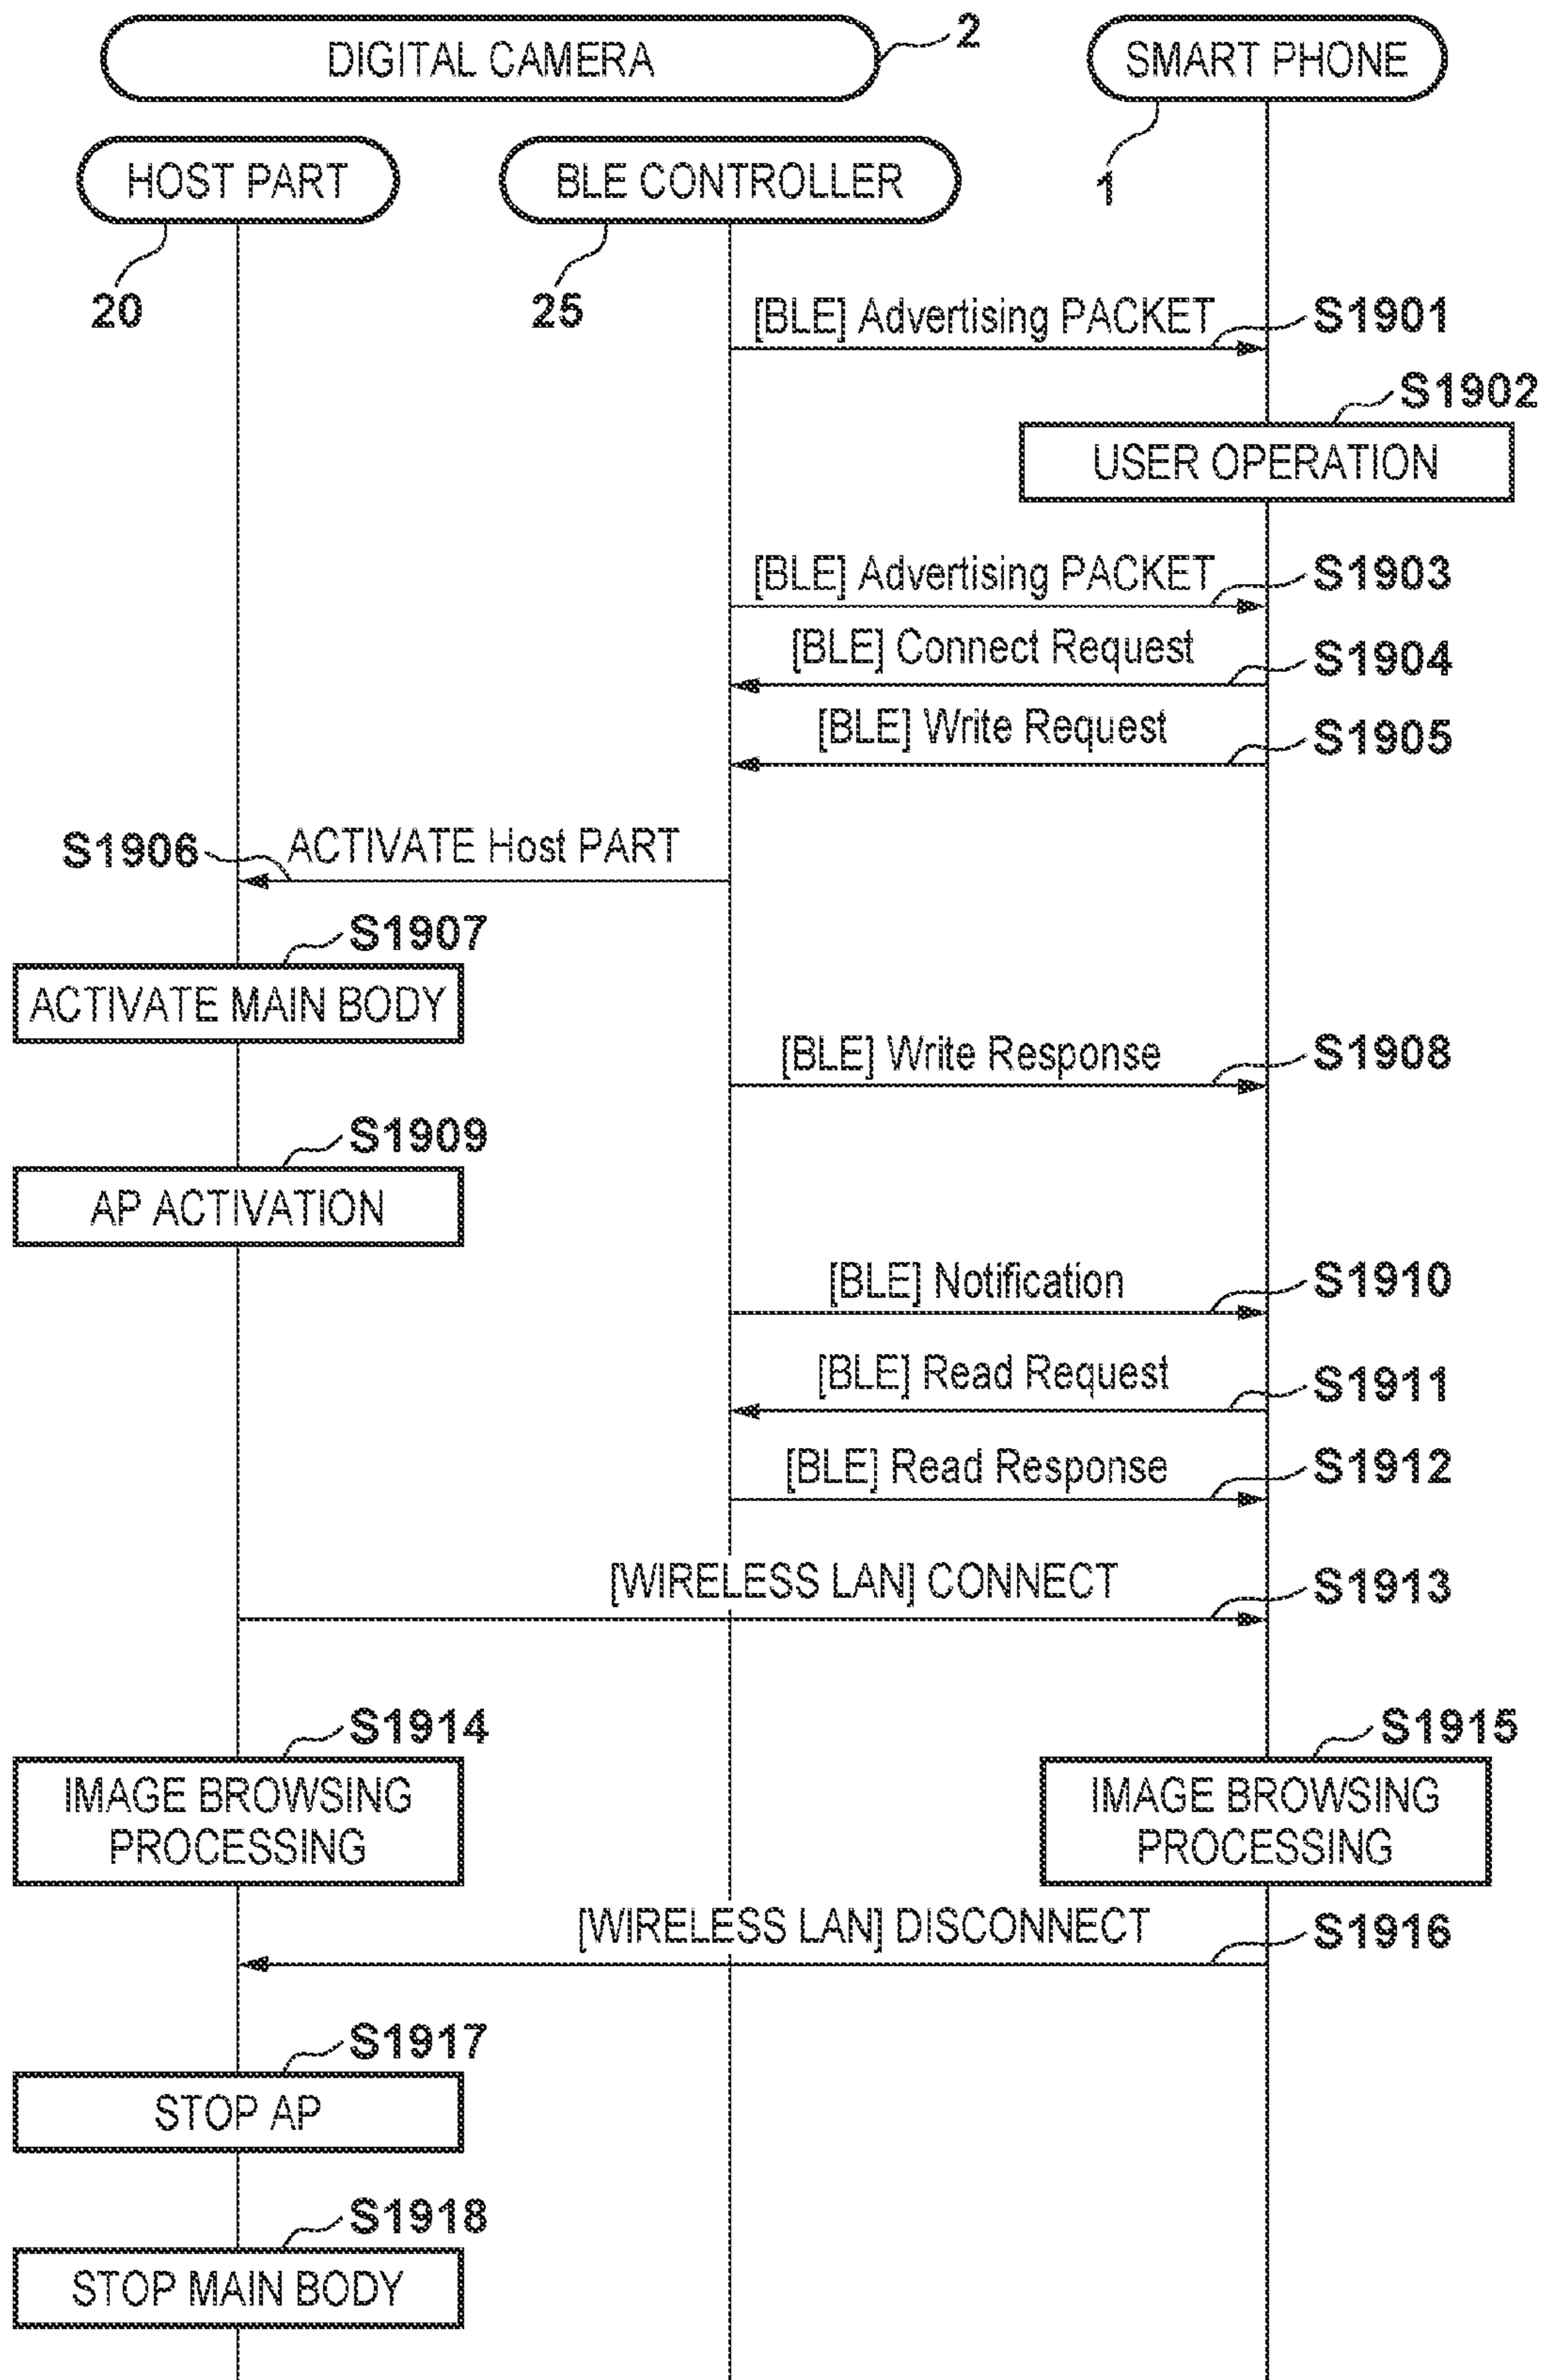 DIGITAL CAMERA
2
SMART PHONE
1
HOST PART
20
BLE CONTROLLER
25
[BLE] Advertising PACKET
S1901
S1902
USER OPERATION
[BLE] Advertising PACKET
S1903
[BLE] Connect Request
S1904
[BLE] Write Request
S1905
S1906
ACTIVATE Host PART
S1907
ACTIVATE MAIN BODY
[BLE] Write Response
S1908
S1909
AP ACTIVATION
[BLE] Notification
S1910
[BLE] Read Request
S1911
[BLE] Read Response
S1912
[WIRELESS LAN] CONNECT
S1913
S1914
IMAGE BROWSING
PROCESSING
S1915
IMAGE BROWSING
PROCESSING
[WIRELESS LAN] DISCONNECT
S1916
S1917
STOP AP
S1918
STOP MAIN BODY